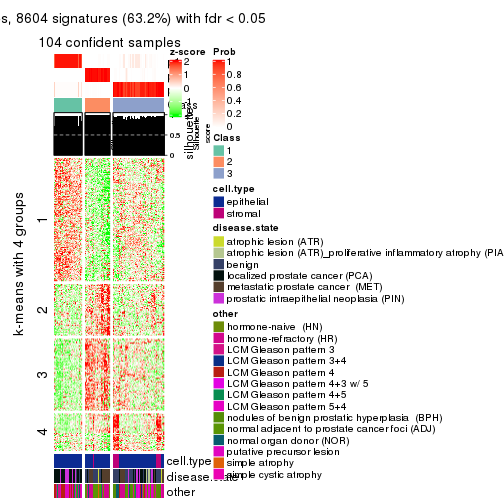 s, 8604 signatures (63.2%) with fdr < 0.05
104 confident samples
z-score
2
1
0
Prob
1
0.8
0.6
0.4
0.2
0
Class
1
2
3
silhouette
score
0.5
0
k-means with 4 groups
1
2
3
4
cell.type
epithelial
stromal
disease.state
atrophic lesion (ATR)
atrophic lesion (ATR)_proliferative inflammatory atrophy (PIA
benign
localized prostate cancer (PCA)
metastratic prostate cancer (MET)
prostatic intraepithelial neoplasia (PIN)
other
hormone-naive (HN)
hormone-refractory (HR)
LCM Gleason pattern 3
LCM Gleason pattern 3+4
LCM Gleason pattern 4
LCM Gleason pattern 4+3 w/ 5
LCM Gleason pattern 4+5
LCM Gleason pattern 5+4
nodules of benign prostatic hyperplasia (BPH)
normal adjacent to prostate cancer foci (ADJ)
normal organ donor (NOR)
putative precursor lesion
simple atrophy
simple cystic atrophy
cell.type
disease.state
other